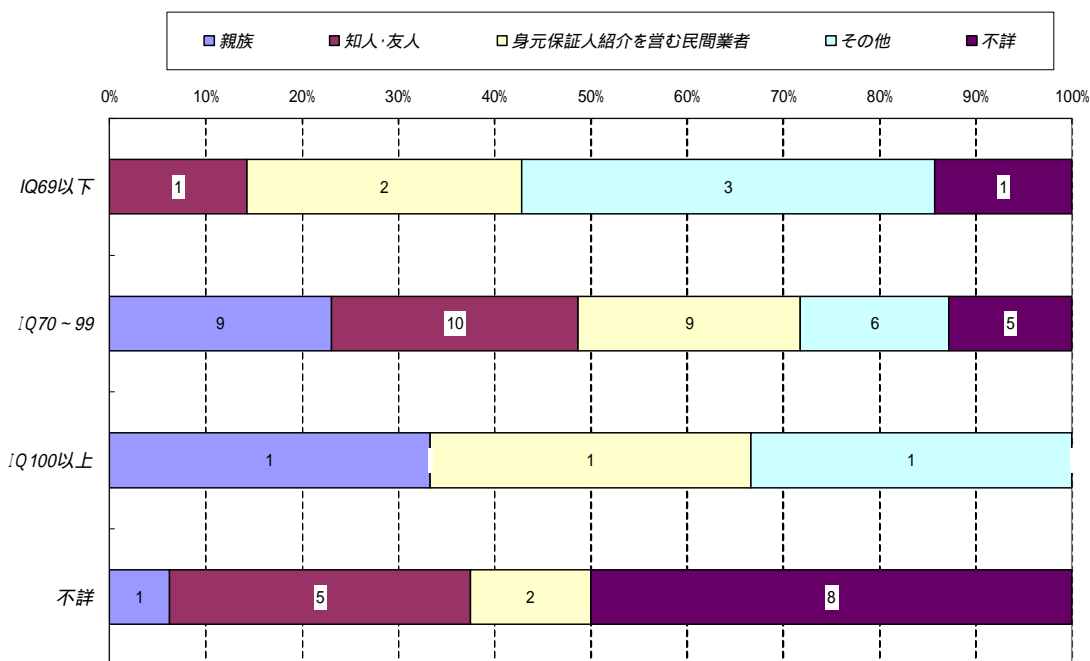 親族 知人・友人 身元保証人紹介を営む民間業者 その他 不詳
0% 10% 20% 30% 40% 50% 60% 70% 80% 90% 100%
IQ69以下 1 2 3 1
IQ70~99 9 10 9 6 5
IQ100以上 1 1 1
不詳 1 5 2 8